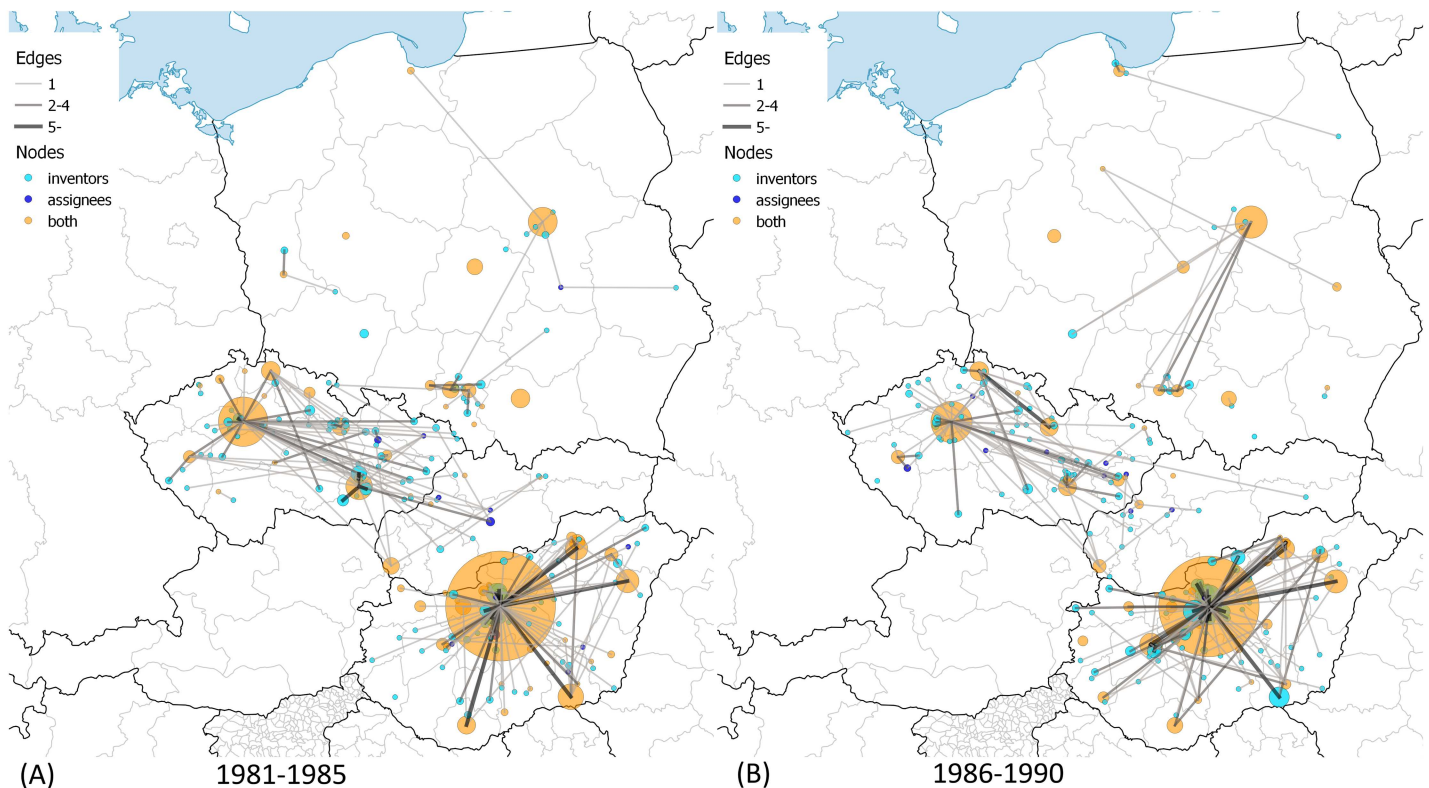 Edges
1
2-4
5-
Nodes
inventors
assignees
both
(A)
1981-1985
Edges
1
2-4
5-
Nodes
inventors
assignees
both
(B)
1986-1990